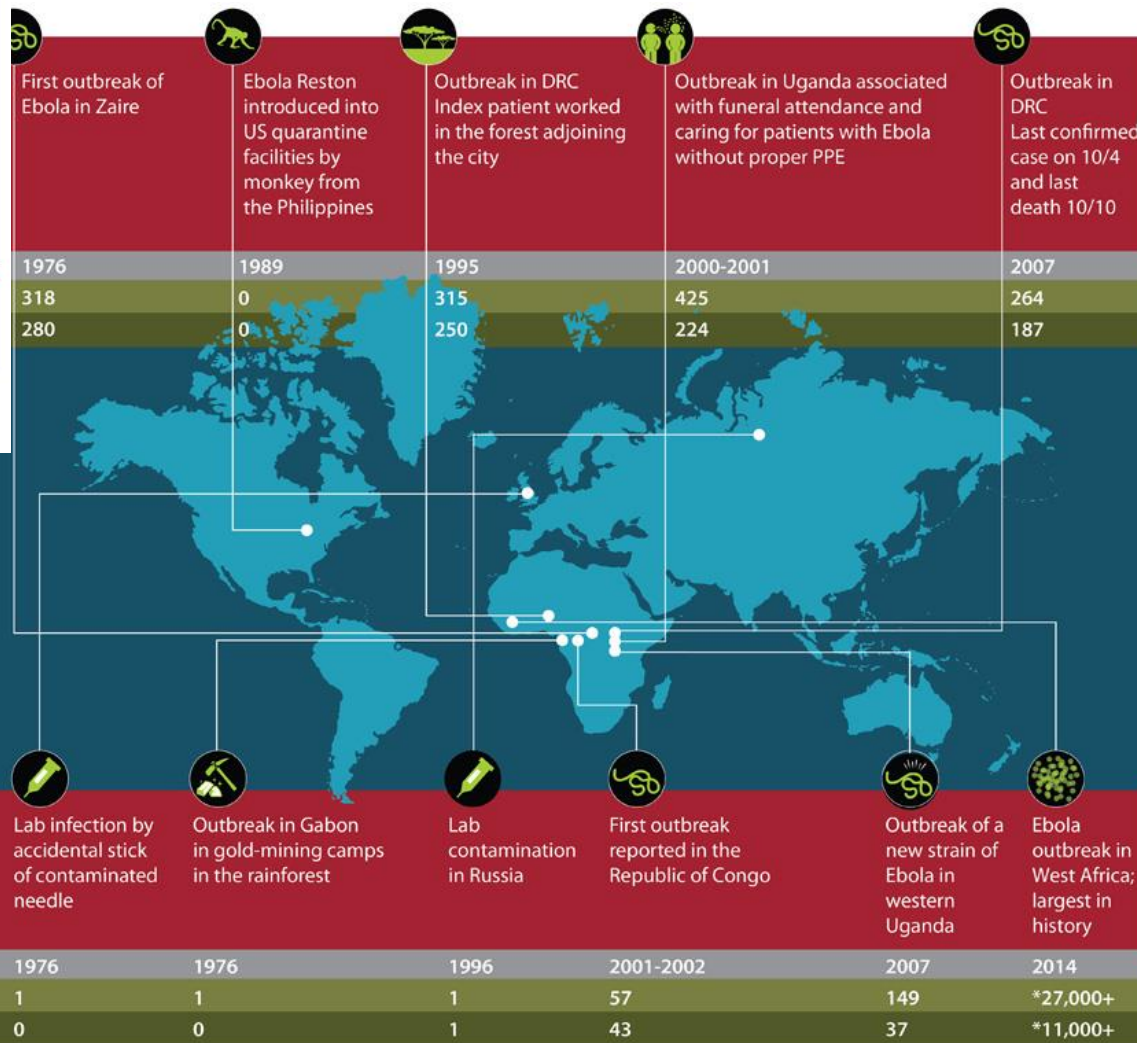 First outbreak of
Ebola in Zaire
Ebola Reston
introduced into
US quarantine
facilities by
monkey from
the Philippines
Outbreak in DRC
Index patient worked
in the forest adjoining
the city
Outbreak in Uganda associated
with funeral attendance and
caring for patients with Ebola
without proper PPE
Outbreak in
DRC
Last confirmed
case on 10/4
and last
death 10/10
1976 1989 1995 2000-2001 2007
318 0 315 425 264
280 0 250 224 187
Lab infection by
accidental stick
of contaminated
needle
Outbreak in Gabon
in gold-mining camps
in the rainforest
Lab
contamination
in Russia
First outbreak
reported in the
Republic of Congo
Outbreak of a
new strain of
Ebola in
western
Uganda
Ebola
outbreak in
West Africa;
largest in
history
1976 1976 1996 2001-2002 2007 2014
1 1 1 57 149 *27,000+
0 0 1 43 37 *11,000+